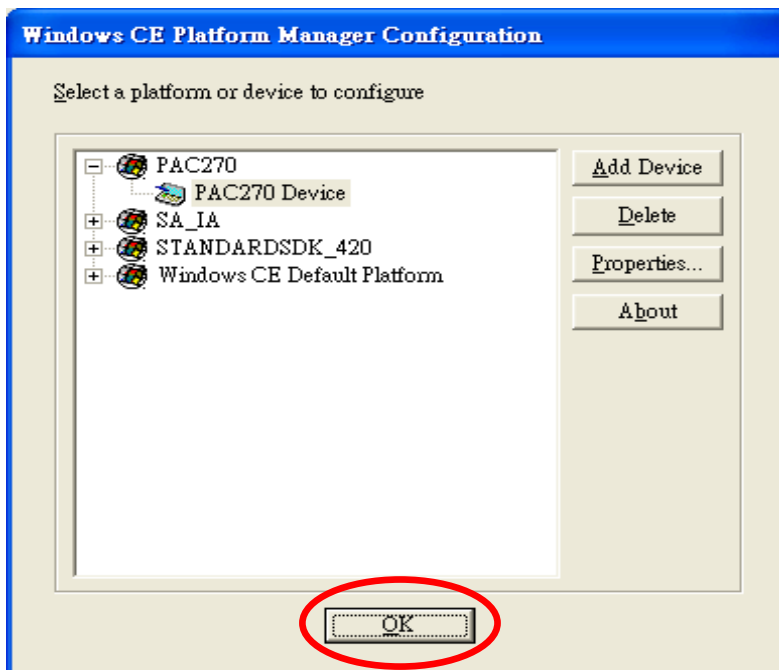 Windows CE Platform Manager Configuration
Select a platform or device to configure
PAC270
PAC270 Device
SA_IA
STANDARDSDK_420
Windows CE Default Platform
Add Device
Delete
Properties...
About
OK